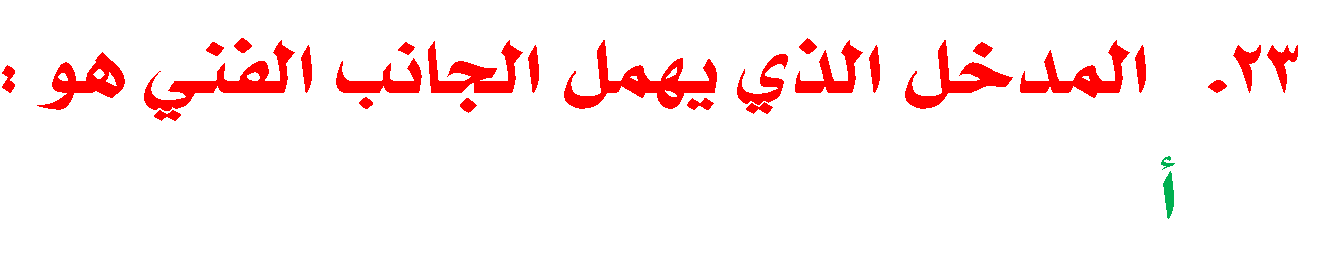 ٢٣. المدخل الذي يهمل الجانب الفني هو :
أ